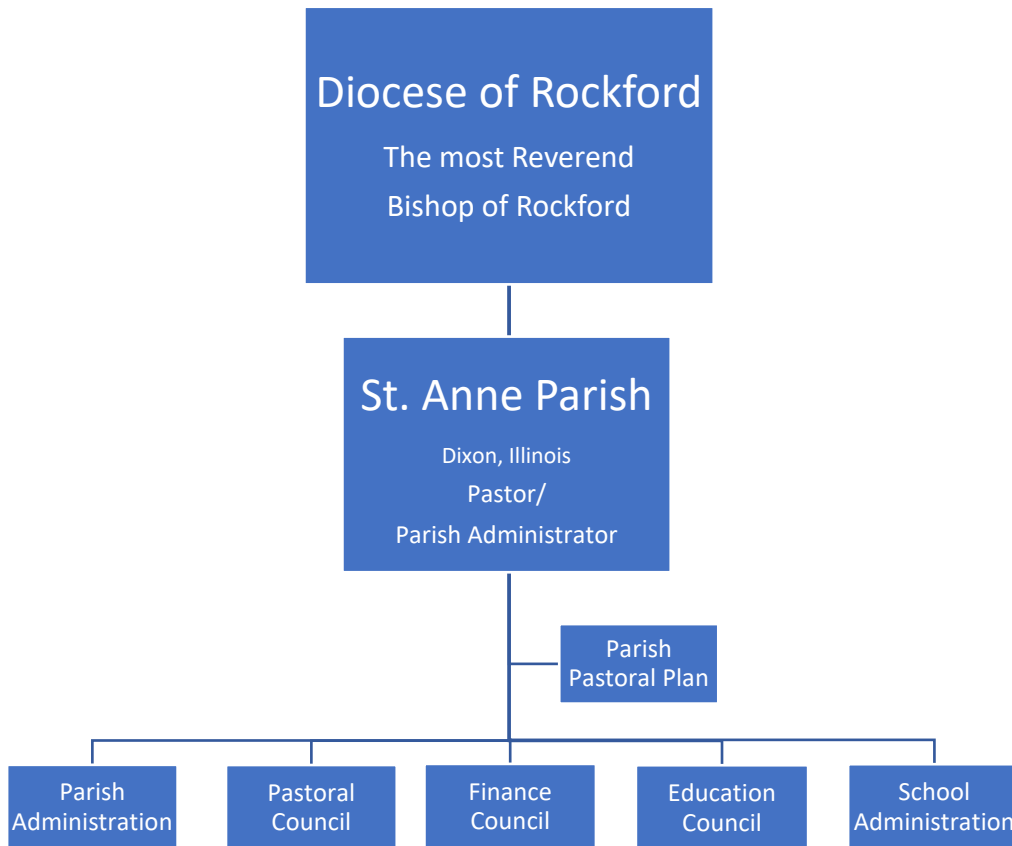 Diocese of Rockford
The most Reverend
Bishop of Rockford
St. Anne Parish
Dixon, Illinois
Pastor/
Parish Administrator
Parish
Pastoral Plan
Parish
Administration
Pastoral
Council
Finance
Council
Education
Council
School
Administration